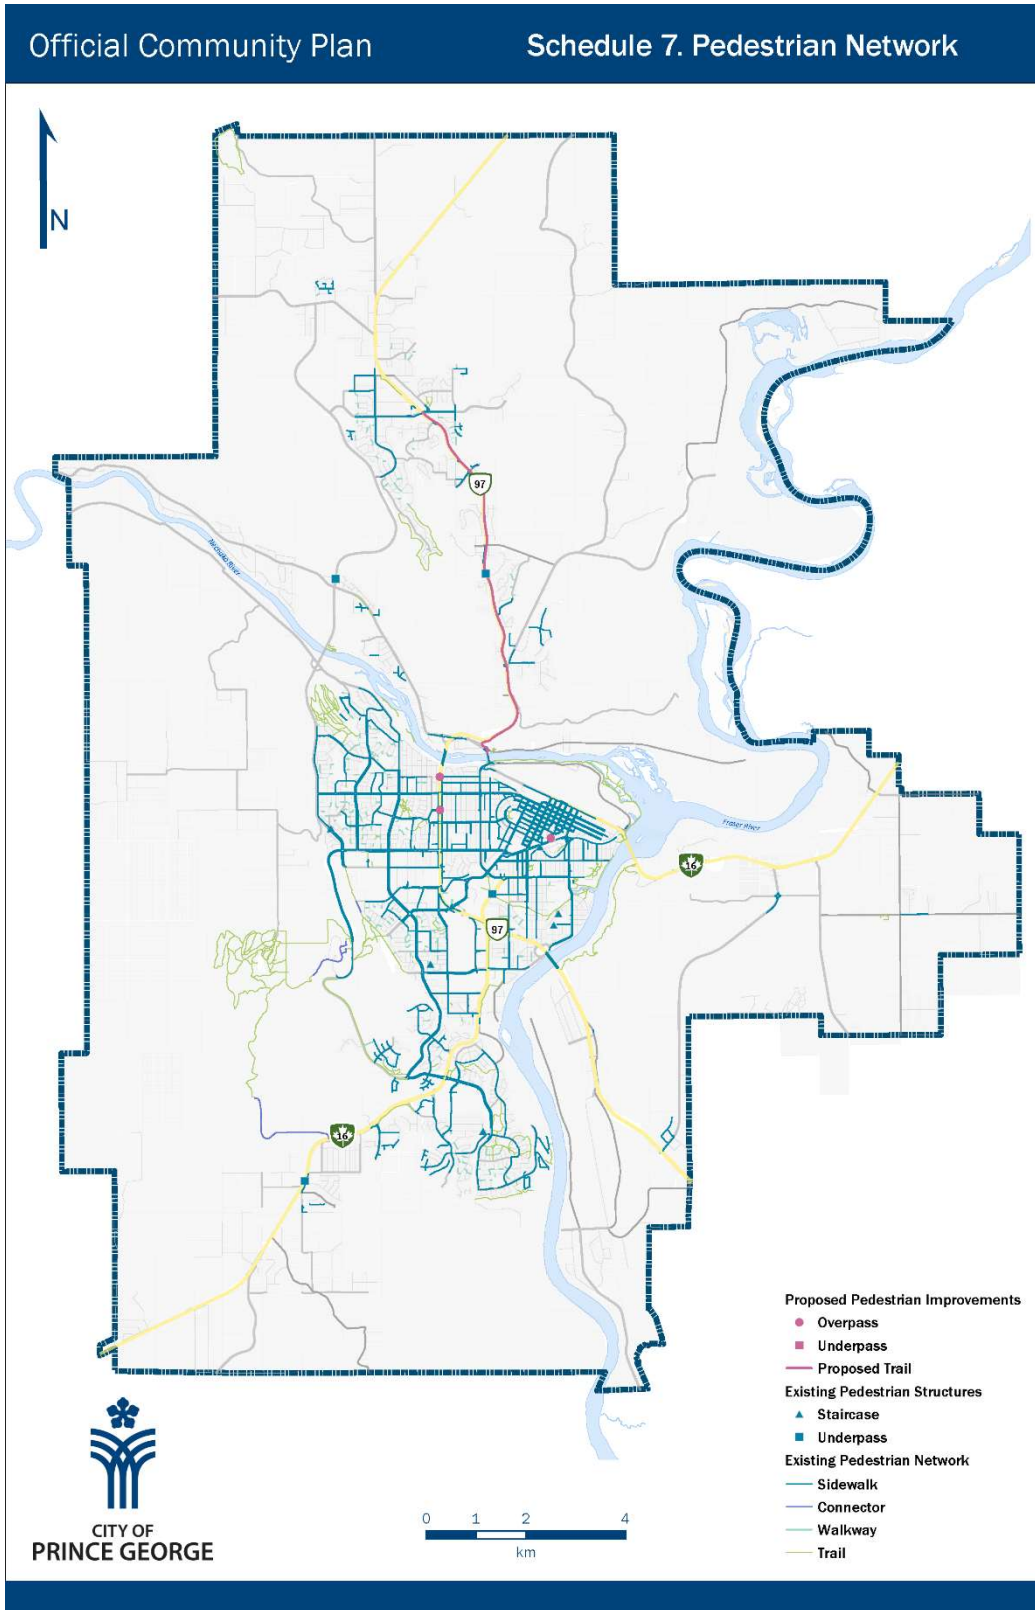 Official Community Plan
Schedule 7. Pedestrian Network
N
97
Nechako River
Fraser River
16
97
16
Proposed Pedestrian Improvements
Overpass
Underpass
Proposed Trail
Existing Pedestrian Structures
Staircase
Underpass
Existing Pedestrian Network
Sidewalk
Connector
Walkway
Trail
0 1 2 4
km
CITY OF
PRINCE GEORGE